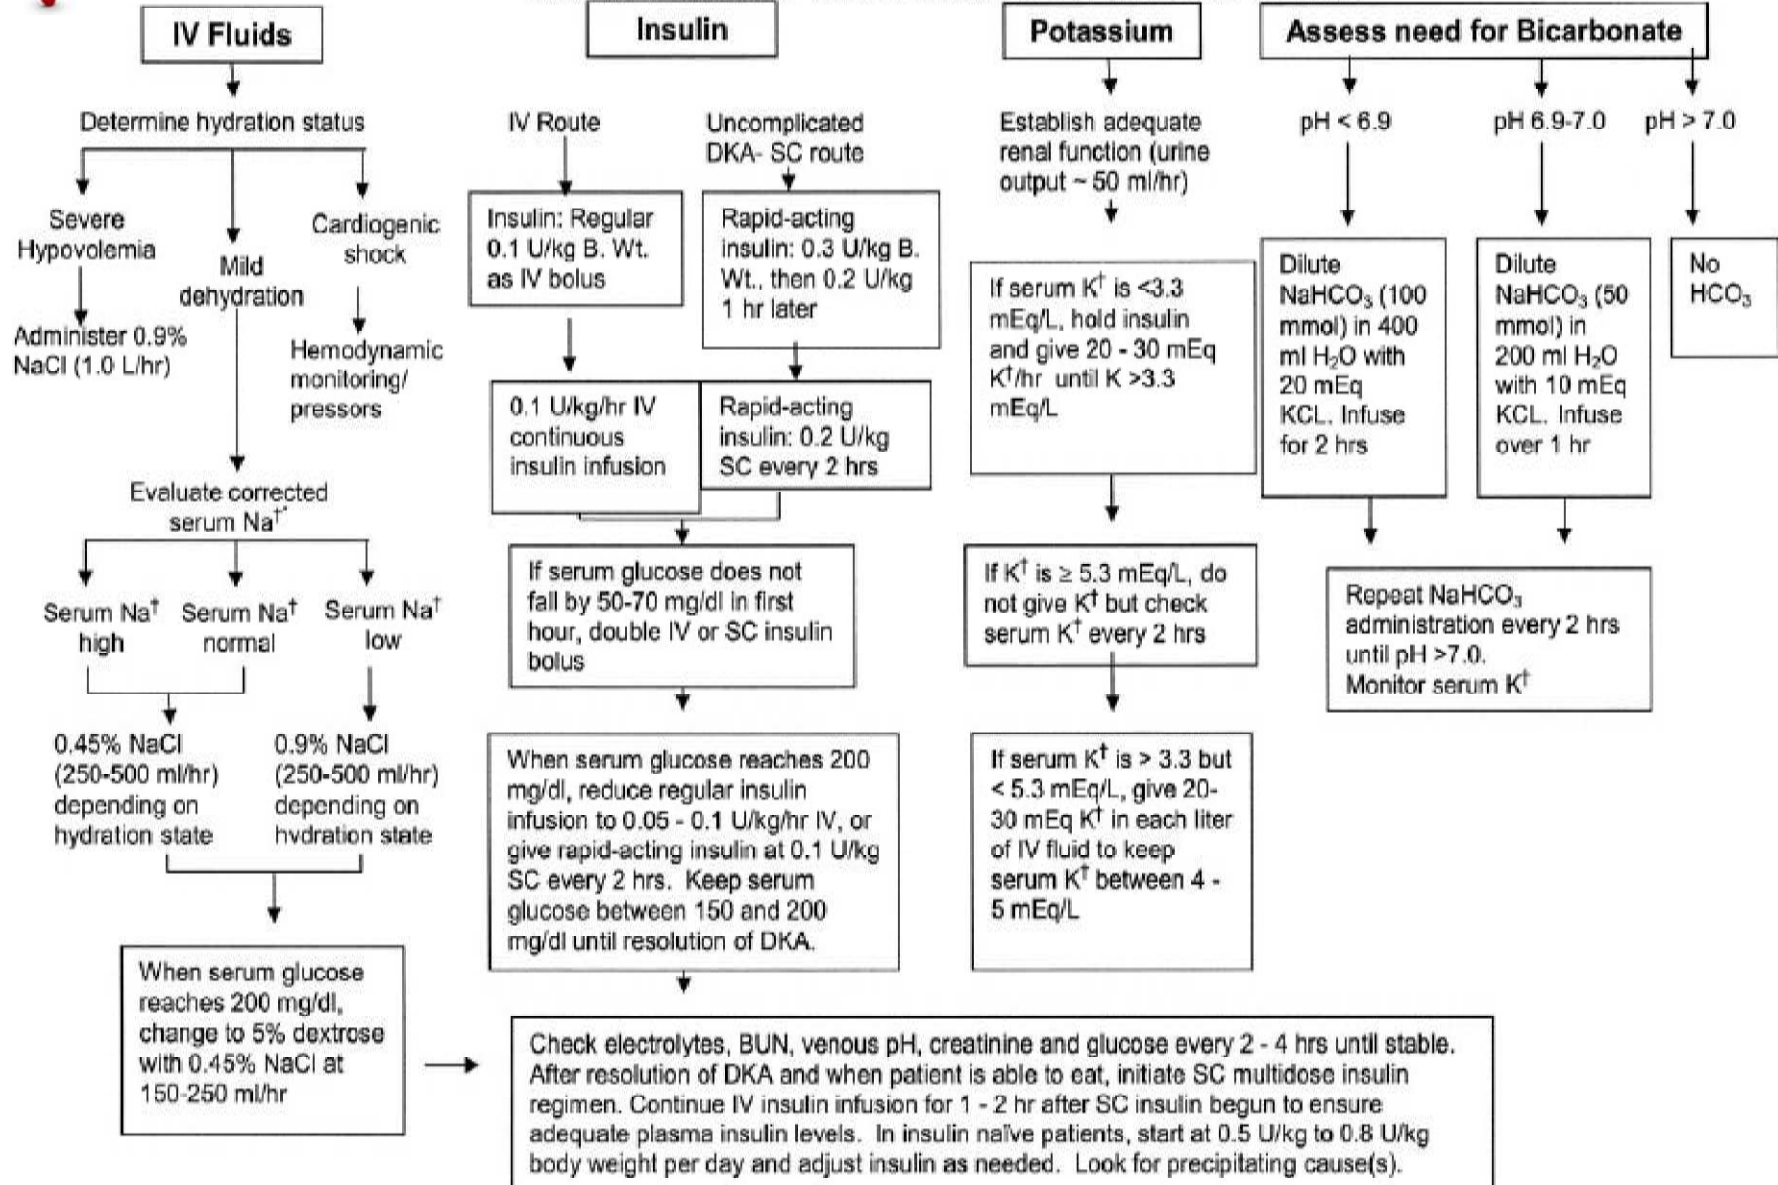 IV Fluids
Determine hydration status
Severe
Hypovolemia
Administer 0.9%
NaCl (1.0 L/hr)
Mild
dehydration
Cardiogenic
shock
Hemodynamic
monitoring/
pressors
Evaluate corrected
serum Na†*
Serum Na†
high
Serum Na†
normal
Serum Na†
low
0.45% NaCl
(250-500 ml/hr)
depending on
hydration state
0.9% NaCl
(250-500 ml/hr)
depending on
hydration state
When serum glucose
reaches 200 mg/dl,
change to 5% dextrose
with 0.45% NaCl at
150-250 ml/hr
Insulin
IV Route
Insulin: Regular
0.1 U/kg B. Wt.
as IV bolus
0.1 U/kg/hr IV
continuous
insulin infusion
Uncomplicated
DKA- SC route
Rapid-acting
insulin: 0.3 U/kg B.
Wt., then 0.2 U/kg
1 hr later
Rapid-acting
insulin: 0.2 U/kg
SC every 2 hrs
If serum glucose does not
fall by 50-70 mg/dl in first
hour, double IV or SC insulin
bolus
When serum glucose reaches 200
mg/dl, reduce regular insulin
infusion to 0.05 - 0.1 U/kg/hr IV, or
give rapid-acting insulin at 0.1 U/kg
SC every 2 hrs. Keep serum
glucose between 150 and 200
mg/dl until resolution of DKA.
Potassium
Establish adequate
renal function (urine
output ~ 50 ml/hr)
If serum K† is <3.3
mEq/L, hold insulin
and give 20 - 30 mEq
K†/hr until K >3.3
mEq/L
If K† is ≥ 5.3 mEq/L, do
not give K† but check
serum K† every 2 hrs
If serum K† is > 3.3 but
< 5.3 mEq/L, give 20-
30 mEq K† in each liter
of IV fluid to keep
serum K† between 4 -
5 mEq/L
Assess need for Bicarbonate
pH < 6.9
Dilute
NaHCO₃ (100
mmol) in 400
ml H₂O with
20 mEq
KCL. Infuse
for 2 hrs
pH 6.9-7.0
Dilute
NaHCO₃ (50
mmol) in
200 ml H₂O
with 10 mEq
KCL. Infuse
over 1 hr
pH > 7.0
No
HCO₃
Repeat NaHCO₃
administration every 2 hrs
until pH >7.0.
Monitor serum K†
Check electrolytes, BUN, venous pH, creatinine and glucose every 2 - 4 hrs until stable.
After resolution of DKA and when patient is able to eat, initiate SC multidose insulin
regimen. Continue IV insulin infusion for 1 - 2 hr after SC insulin begun to ensure
adequate plasma insulin levels. In insulin naïve patients, start at 0.5 U/kg to 0.8 U/kg
body weight per day and adjust insulin as needed. Look for precipitating cause(s).